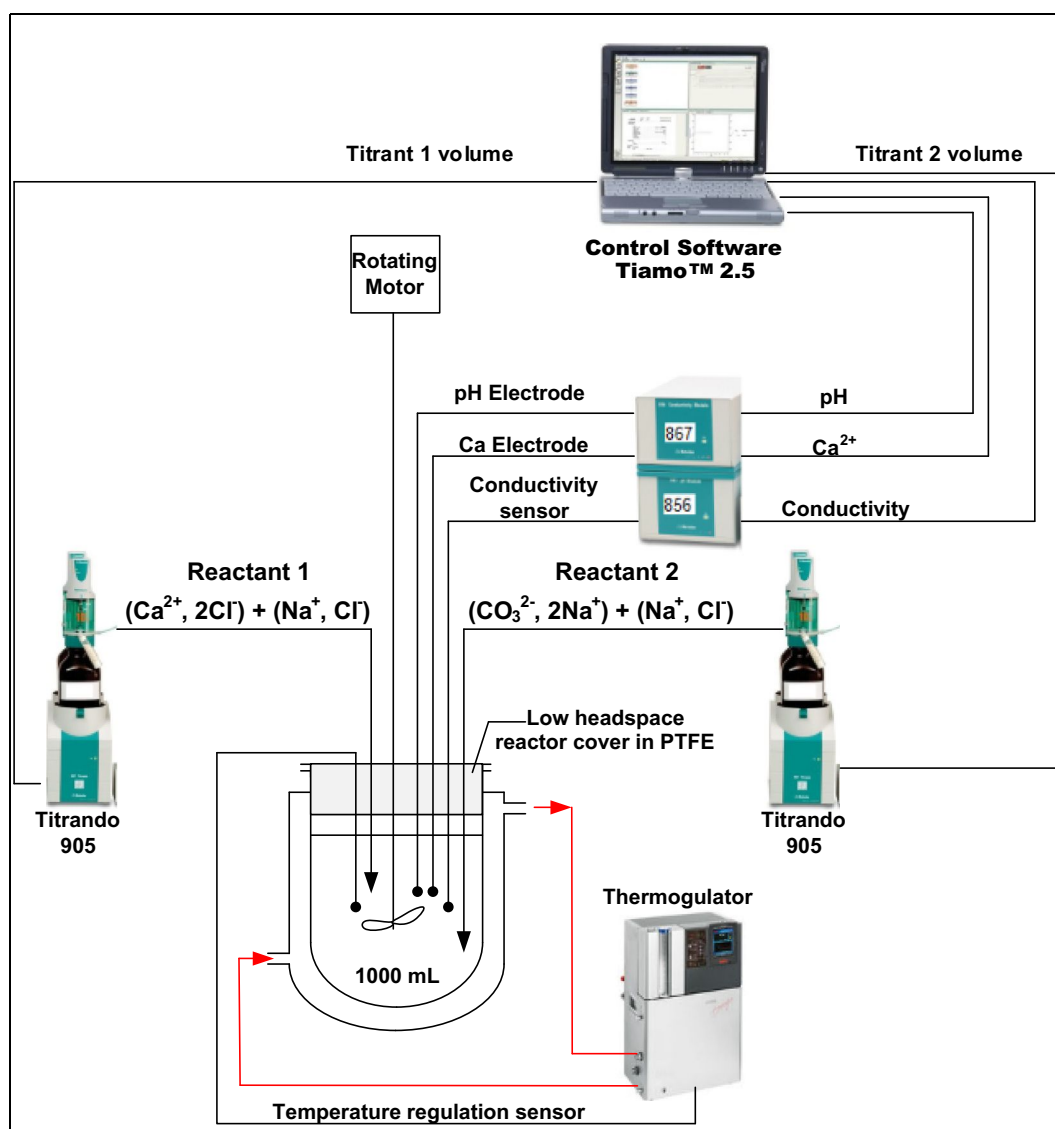 Titrant 1 volume
Titrant 2 volume
Control Software
Tiamo™ 2.5
Rotating
Motor
pH Electrode
pH
867
Ca Electrode
Ca²⁺
Conductivity
sensor
856
Conductivity
Reactant 1
(Ca²⁺, 2Cl⁻) + (Na⁺, Cl⁻)
Reactant 2
(CO₃²⁻, 2Na⁺) + (Na⁺, Cl⁻)
Low headspace
reactor cover in PTFE
Titrando
905
Titrando
905
Thermogulator
1000 mL
Temperature regulation sensor